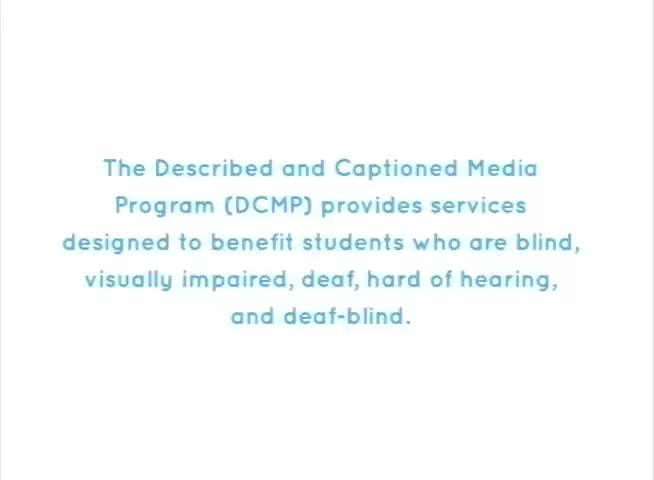 The Described and Captioned Media
Program (DCMP) provides services
designed to benefit students who are blind,
visually impaired, deaf, hard of hearing,
and deaf-blind.